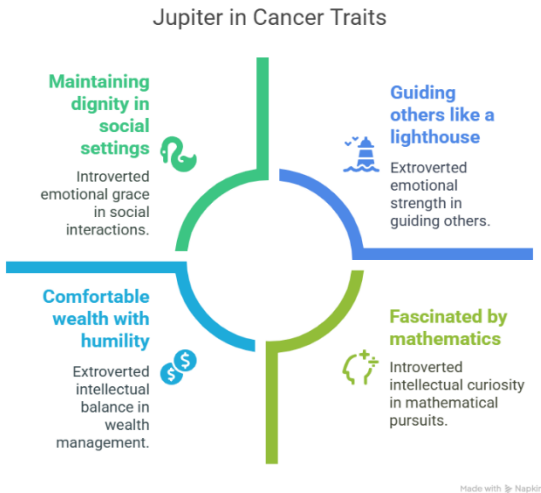 Jupiter in Cancer Traits
Maintaining
dignity in
social
settings
Introverted
emotional grace
in social
interactions.
Guiding
others like a
lighthouse
Extroverted
emotional
strength in
guiding others.
Comfortable
wealth with
humility
Extroverted
intellectual
balance in
wealth
management.
$
$
Fascinated by
mathematics
Introverted
intellectual curiosity
in mathematical
pursuits.
Made with Napkin